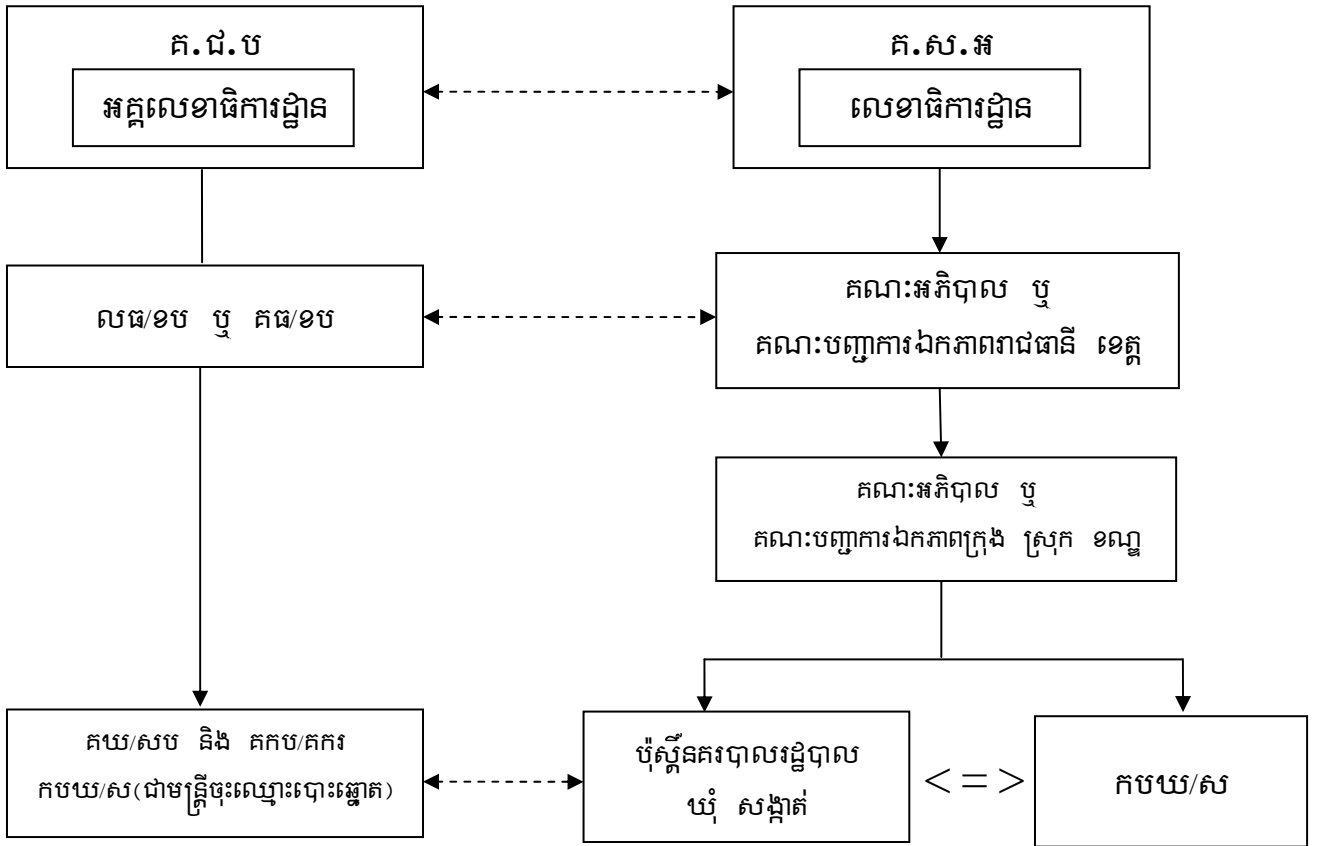 គ.ជ.ប
អគ្គលេខាធិការដ្ឋាន
គ.ស.អ
លេខាធិការដ្ឋាន
លធ/ខប ឬ គធ/ខប
គណៈអភិបាល ឬ
គណៈបញ្ជាការឯកភាពរាជធានី ខេត្ត
គណៈអភិបាល ឬ
គណៈបញ្ជាការឯកភាពក្រុង ស្រុក ខណ្ឌ
គឃ/សប និង គកប/គករ
កបឃ/ស(ជាមន្ត្រីចុះឈ្មោះបោះឆ្នោត)
ប៉ុស្តិ៍នគរបាលរដ្ឋបាល
ឃុំ សង្កាត់
<=>
កបឃ/ស